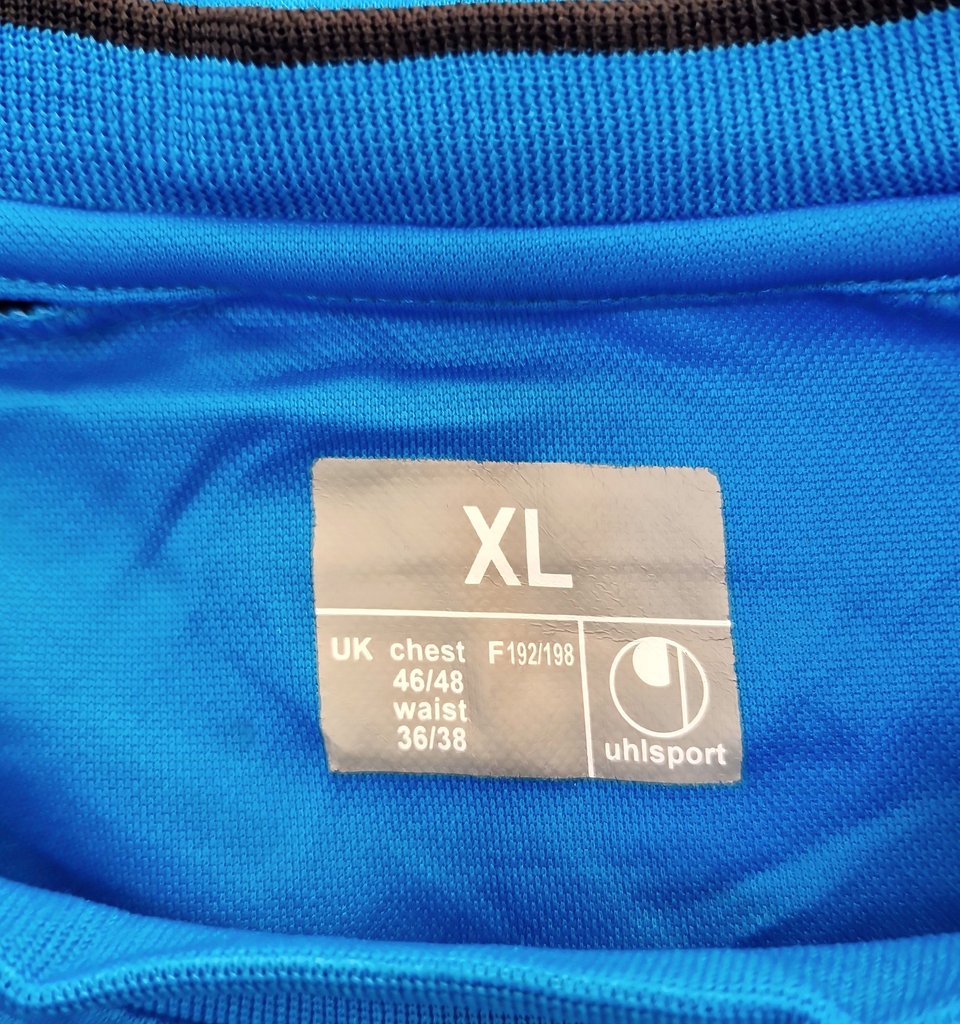 XL
UK chest F192/198
46/48
waist
36/38
uhlsport